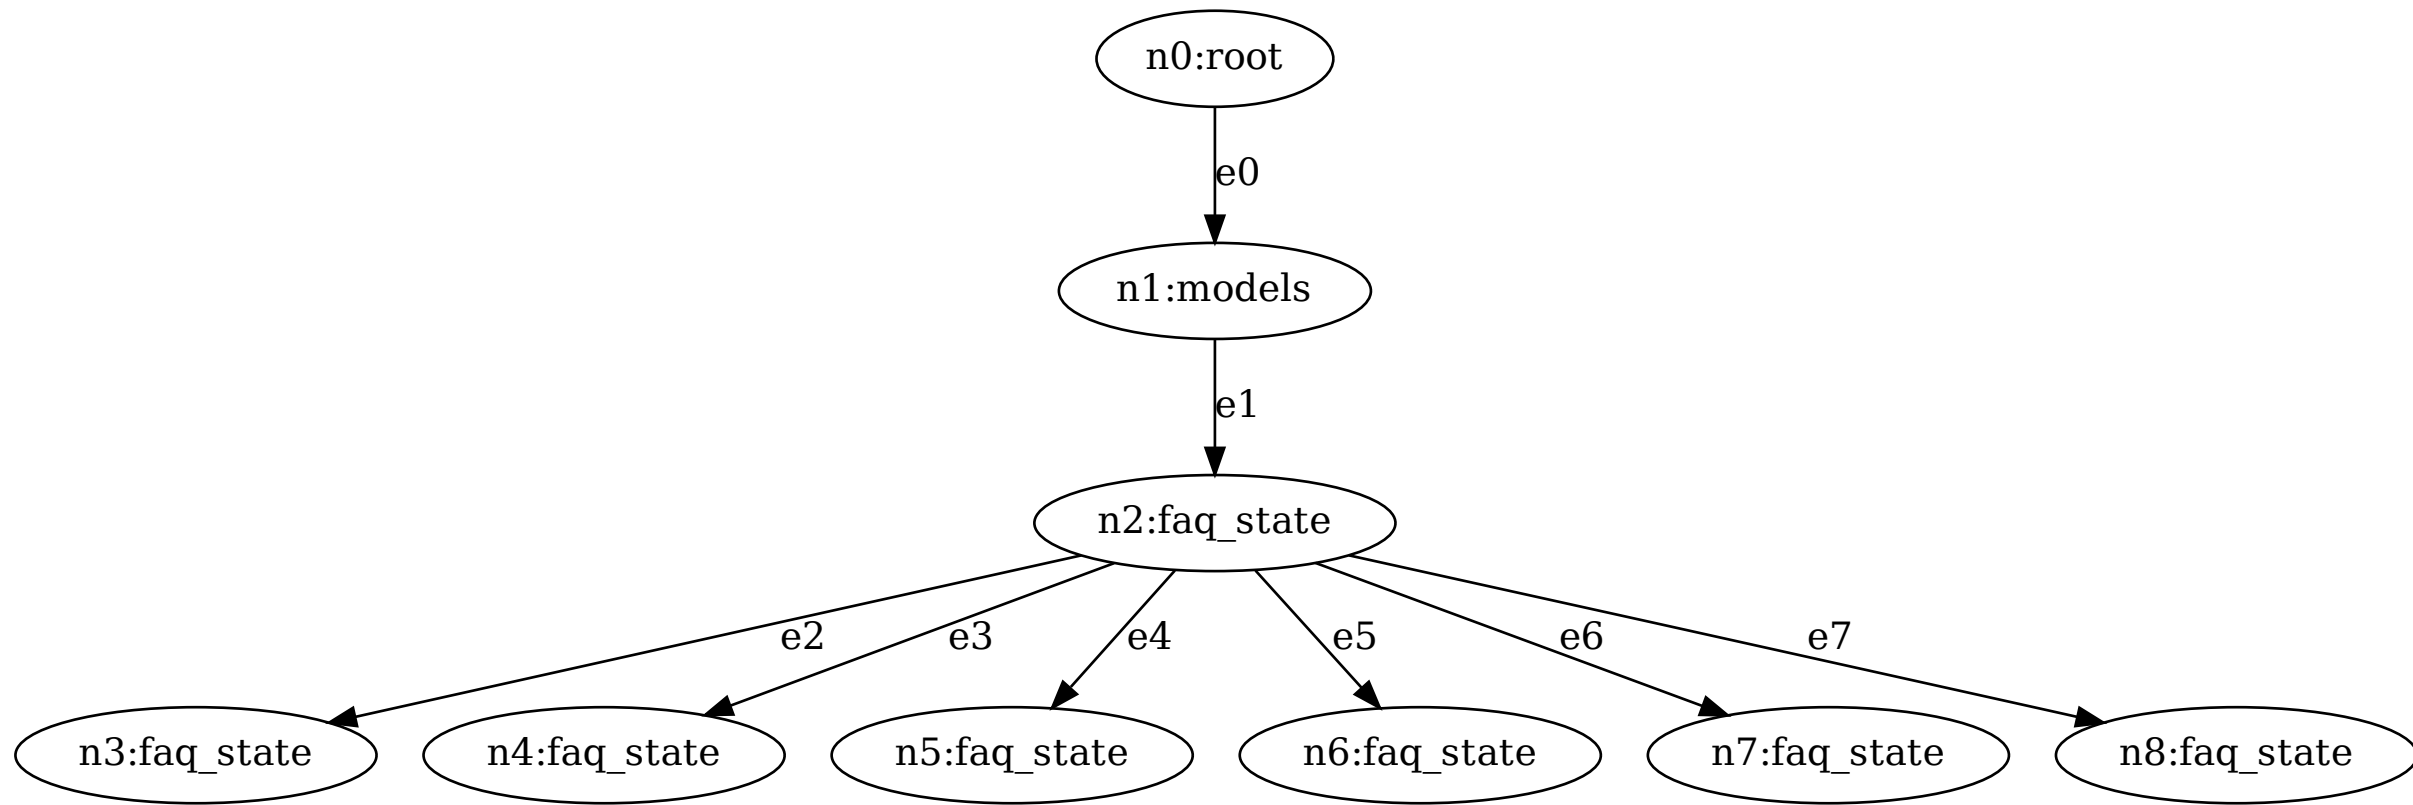 n0:root
e0
n1:models
e1
n2:faq_state
e2 e3 e4 e5 e6 e7
n3:faq_state n4:faq_state n5:faq_state n6:faq_state n7:faq_state n8:faq_state